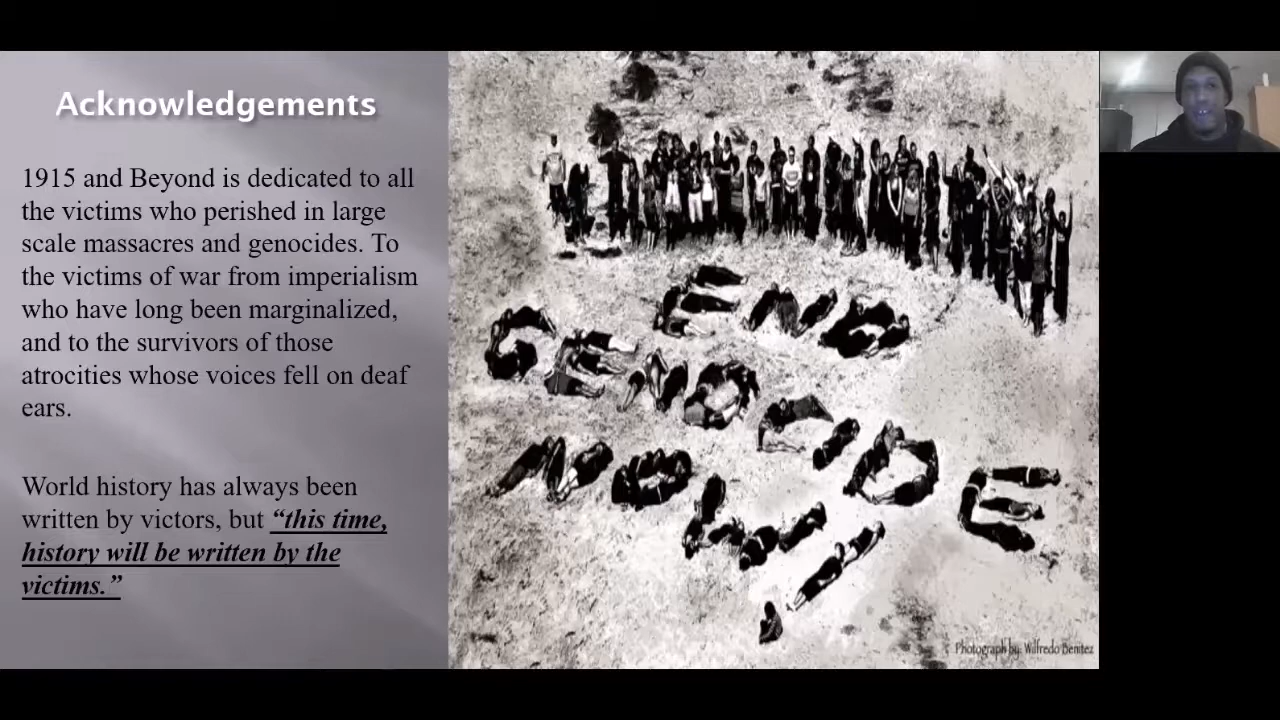 Acknowledgements
1915 and Beyond is dedicated to all
the victims who perished in large
scale massacres and genocides. To
the victims of war from imperialism
who have long been marginalized,
and to the survivors of those
atrocities whose voices fell on deaf
ears.
World history has always been
written by victors, but “this time,
history will be written by the
victims.”
END
GENOCIDE
NOW!
Photograph by: Wilfredo Benitez